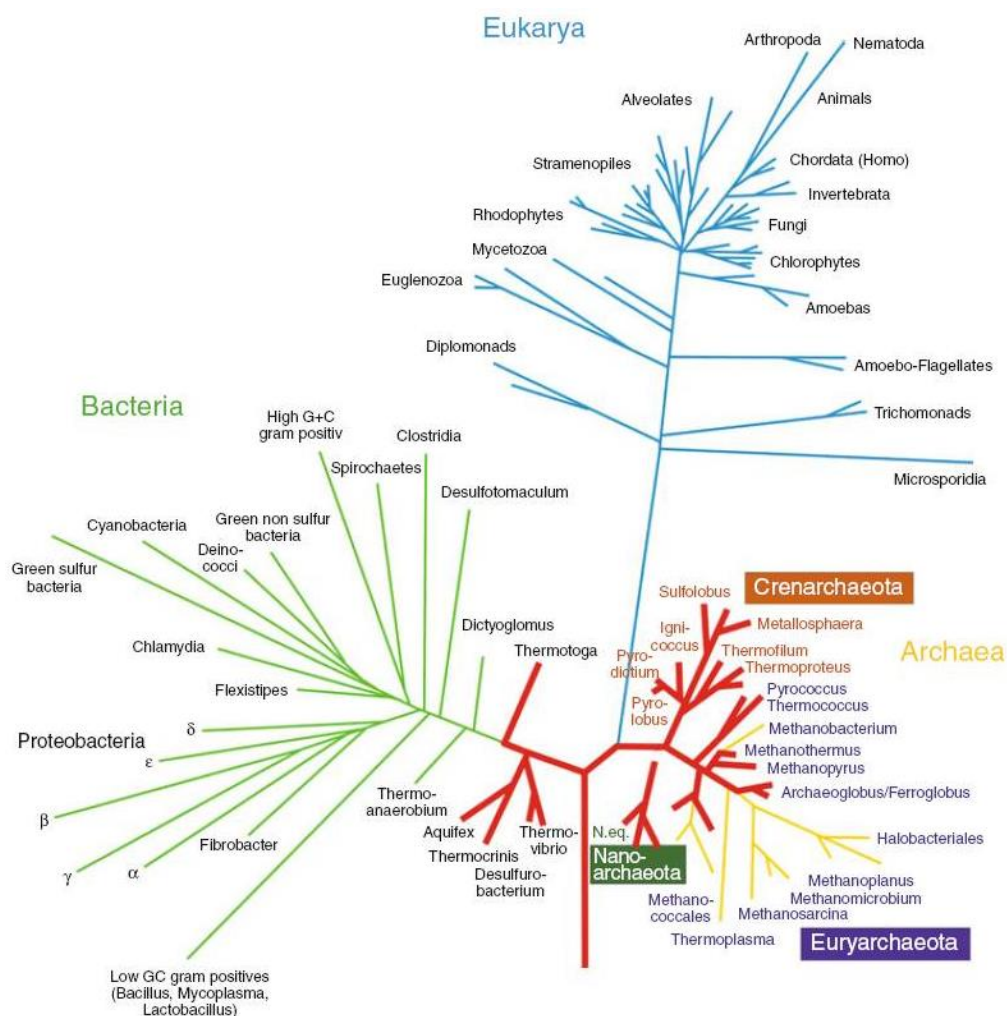 Eukarya
Arthropoda
Nematoda
Alveolates
Animals
Stramenopiles
Chordata (Homo)
Invertebrata
Rhodophytes
Fungi
Mycetozoa
Chlorophytes
Euglenozoa
Amoebas
Diplomonads
Amoebo-Flagellates
Trichomonads
Microsporidia
Bacteria
High G+C
gram positiv
Clostridia
Spirochaetes
Desulfotomaculum
Cyanobacteria
Green non sulfur
bacteria
Deino-
cocci
Green sulfur
bacteria
Dictyoglomus
Chlamydia
Thermotoga
Flexistipes
Proteobacteria
δ
ε
β
γ
α
Fibrobacter
Thermo-
anaerobium
Aquifex
Thermocrinis
Desulfuro-
bacterium
Thermo-
vibrio
Low GC gram positives
(Bacillus, Mycoplasma,
Lactobacillus)
Sulfolobus
Crenarchaeota
Igni-
coccus
Metallosphaera
Archaea
Pyro-
dictium
Thermofilum
Thermoproteus
Pyro-
lobus
Pyrococcus
Thermococcus
Methanobacterium
Methanothermus
Methanopyrus
Archaeoglobus/Ferroglobus
N.eq.
Nano-
archaeota
Halobacteriales
Methano-
coccales
Methanoplanus
Methanomicrobium
Methanosarcina
Thermoplasma
Euryarchaeota